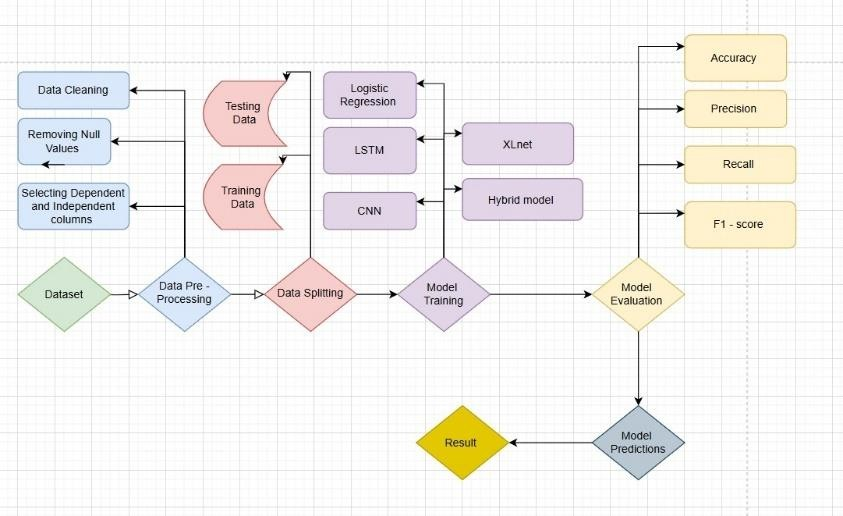 Data Cleaning
Removing Null
Values
Selecting Dependent
and Independent
columns
Testing
Data
Training
Data
Logistic
Regression
LSTM
CNN
XLnet
Hybrid model
Accuracy
Precision
Recall
F1 - score
Dataset
Data Pre -
Processing
Data Splitting
Model
Training
Model
Evaluation
Result
Model
Predictions